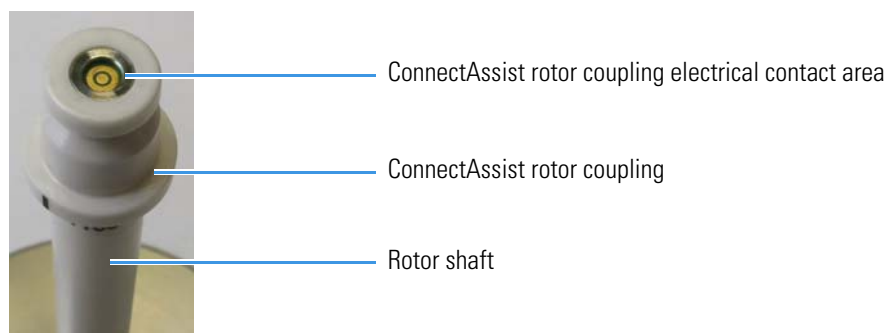 ConnectAssist rotor coupling electrical contact area
ConnectAssist rotor coupling
Rotor shaft